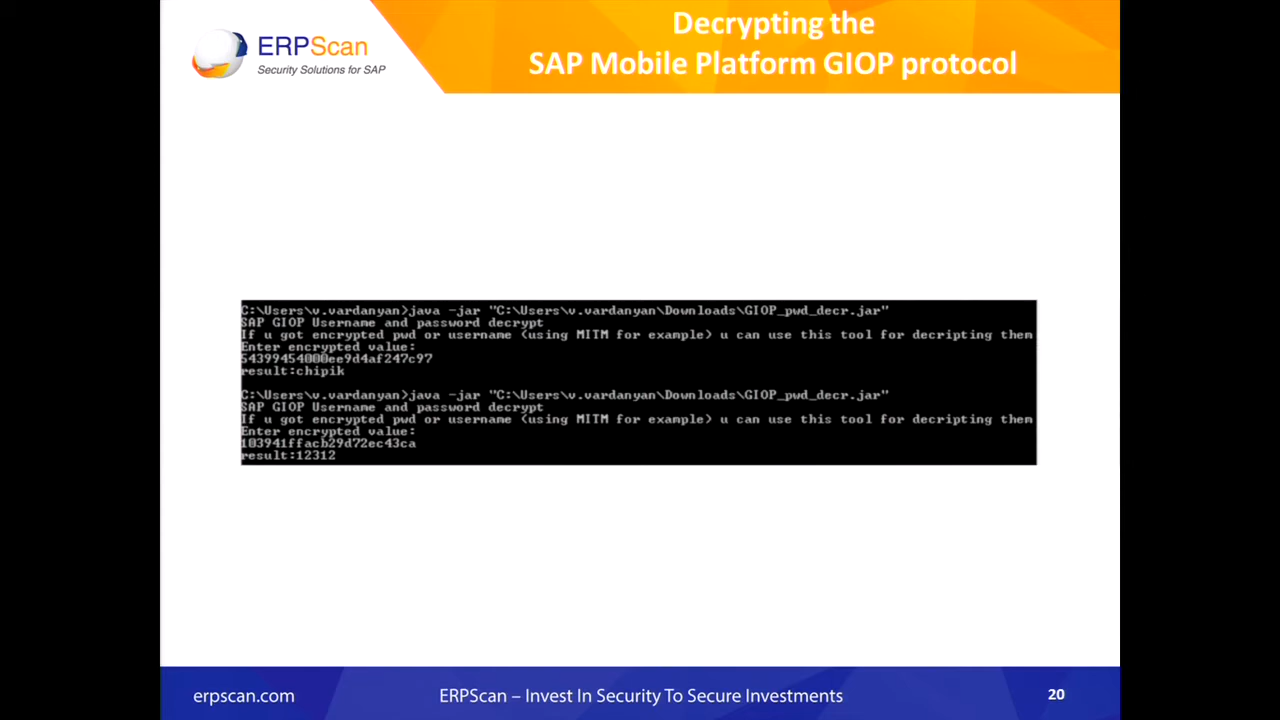 ERPScan
Security Solutions for SAP
Decrypting the
SAP Mobile Platform GIOP protocol
C:\Users\v.vardanyan>java -jar "C:\Users\v.vardanyan\Downloads\GIOP_pwd_decr.jar"
SAP GIOP Username and password decrypt
If u got encrypted pwd or username (using MITM for example) u can use this tool for decripting them
Enter encrypted value:
54399454000ee9d4af247c97
result:chipik
C:\Users\v.vardanyan>java -jar "C:\Users\v.vardanyan\Downloads\GIOP_pwd_decr.jar"
SAP GIOP Username and password decrypt
If u got encrypted pwd or username (using MITM for example) u can use this tool for decripting them
Enter encrypted value:
103941ffacb29d72ec43ca
result:12312
erpscan.com
ERPScan – Invest In Security To Secure Investments
20